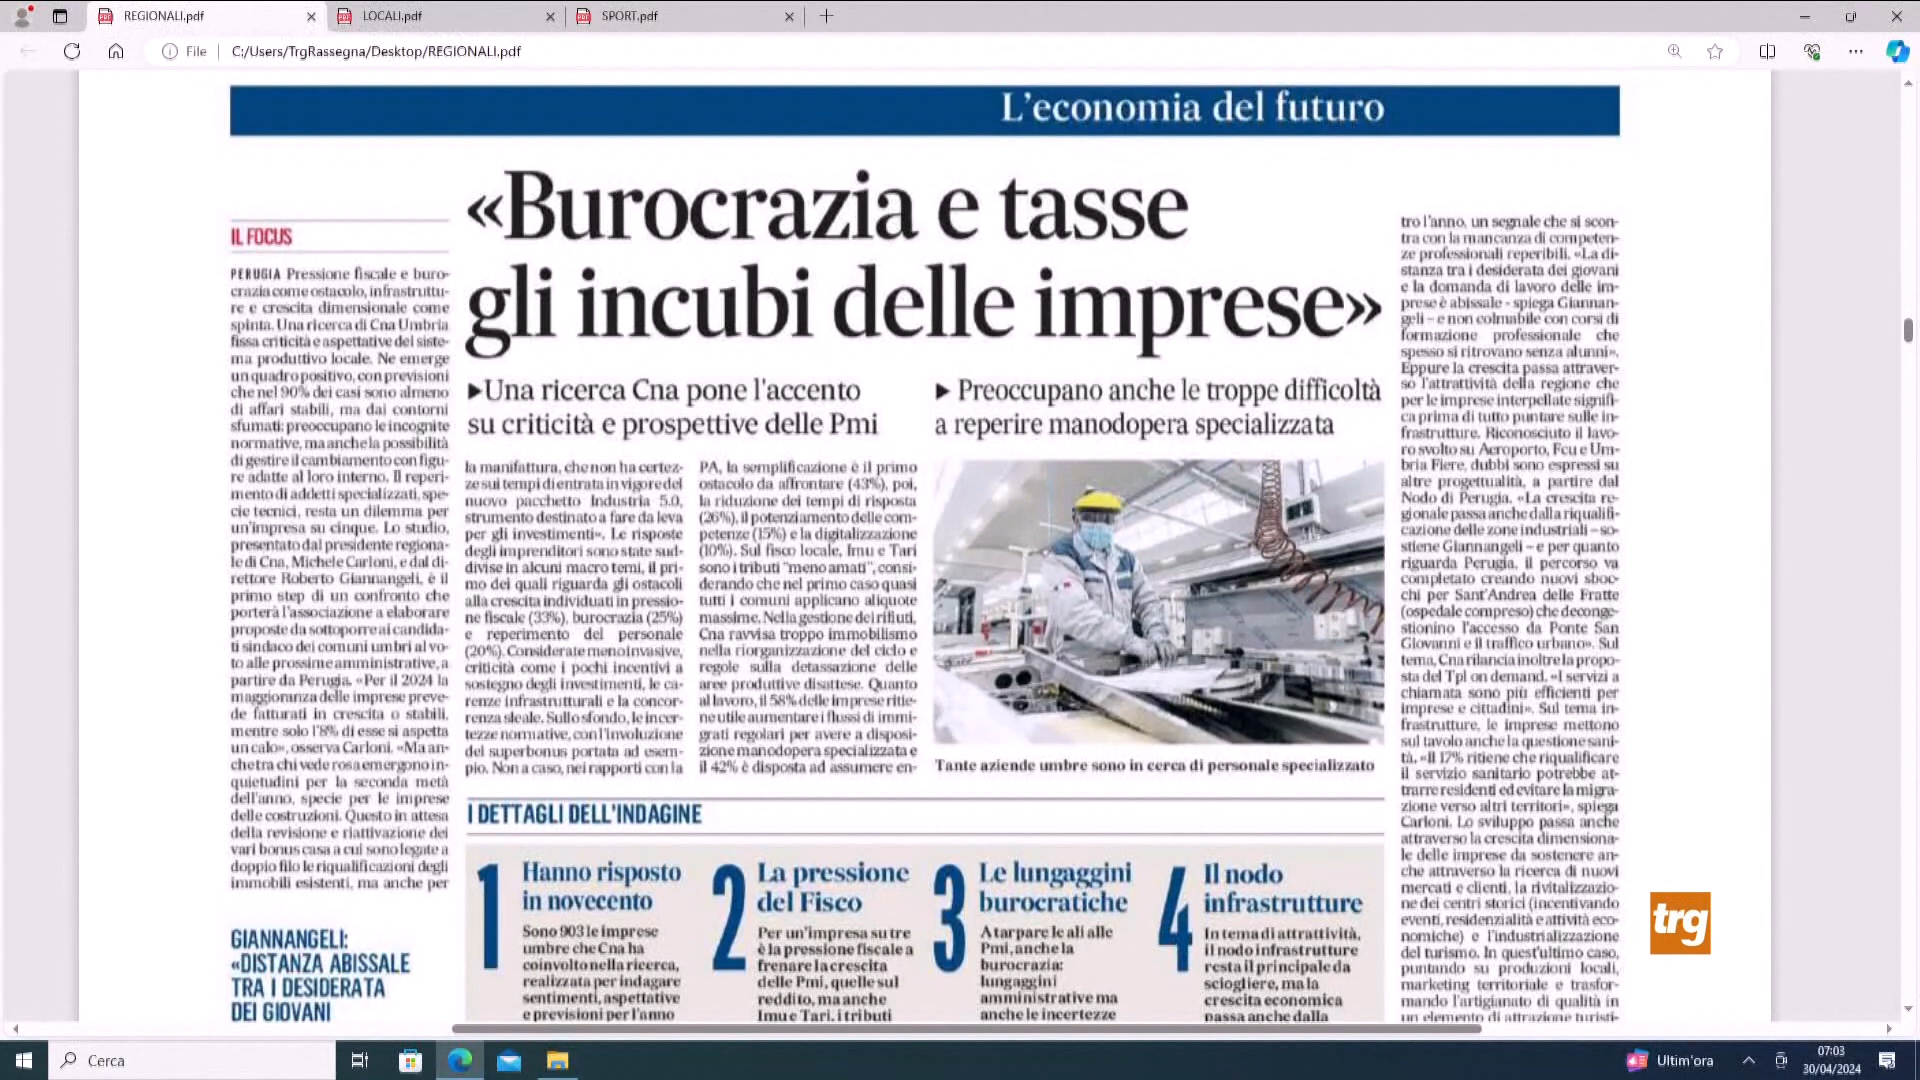 REGIONALI.pdf
LOCALI.pdf
SPORT.pdf
File
C:/Users/TrgRassegna/Desktop/REGIONALI.pdf
L'economia del futuro
«Burocrazia e tasse
gli incubi delle imprese»
▶Una ricerca Cna pone l'accento
su criticità e prospettive delle Pmi
▶ Preoccupano anche le troppe difficoltà
a reperire manodopera specializzata
IL FOCUS
PERUGIA Pressione fiscale e buro-
crazia come ostacolo, infrastruttu-
re e crescita dimensionale come
spinta. Una ricerca di Cna Umbria
fissa criticità e aspettative del siste-
ma produttivo locale. Ne emerge
un quadro positivo, con previsioni
che nel 90% dei casi sono almeno
di affari stabili, ma dai contorni
sfumati: preoccupano le incognite
normative, ma anche la possibilità
di gestire il cambiamento con figu-
re adatte al loro interno. Il reperi-
mento di addetti specializzati, spe-
cie tecnici, resta un dilemma per
un'impresa su cinque. Lo studio,
presentato dal presidente regiona-
le di Cna, Michele Carloni, e dal di-
rettore Roberto Giannangeli, è il
primo step di un confronto che
porterà l'associazione a elaborare
proposte da sottoporre ai candida-
ti sindaco dei comuni umbri al vo-
to alle prossime amministrative, a
partire da Perugia. «Per il 2024 la
maggioranza delle imprese preve-
de fatturati in crescita o stabili,
mentre solo l'8% di esse si aspetta
un calo», osserva Carloni. «Ma an-
che tra chi vede rosa emergono in-
quietudini per la seconda metà
dell'anno, specie per le imprese
delle costruzioni. Questo in attesa
della revisione e riattivazione dei
vari bonus casa a cui sono legate a
doppio filo le riqualificazioni degli
immobili esistenti, ma anche per
GIANNANGELI:
«DISTANZA ABISSALE
TRA I DESIDERATA
DEI GIOVANI
la manifattura, che non ha certez-
ze sui tempi di entrata in vigore del
nuovo pacchetto Industria 5.0,
strumento destinato a fare da leva
per gli investimenti». Le risposte
degli imprenditori sono state sud-
divise in alcuni macro temi, il pri-
mo dei quali riguarda gli ostacoli
alla crescita individuati in pressio-
ne fiscale (33%), burocrazia (25%)
e reperimento del personale
(20%). Considerate meno invasive,
criticità come i pochi incentivi a
sostegno degli investimenti, le ca-
renze infrastrutturali e la concor-
renza sleale. Sullo sfondo, le incer-
tezze normative, con l'involuzione
del superbonus portata ad esem-
pio. Non a caso, nei rapporti con la
PA, la semplificazione è il primo
ostacolo da affrontare (43%), poi,
la riduzione dei tempi di risposta
(26%), il potenziamento delle com-
petenze (15%) e la digitalizzazione
(10%). Sul fisco locale, Imu e Tari
sono i tributi "meno amati", consi-
derando che nel primo caso quasi
tutti i comuni applicano aliquote
massime. Nella gestione dei rifiuti,
Cna ravvisa troppo immobilismo
nella riorganizzazione del ciclo e
regole sulla detassazione delle
aree produttive disattese. Quanto
al lavoro, il 58% delle imprese ritie-
ne utile aumentare i flussi di immi-
grati regolari per avere a disposi-
zione manodopera specializzata e
il 42% è disposta ad assumere en-
Tante aziende umbre sono in cerca di personale specializzato
tro l'anno, un segnale che si scon-
tra con la mancanza di competen-
ze professionali reperibili. «La di-
stanza tra i desiderata dei giovani
e la domanda di lavoro delle im-
prese è abissale - spiega Giannan-
geli - e non colmabile con corsi di
formazione professionale che
spesso si ritrovano senza alunni».
Eppure la crescita passa attraver-
so l'attrattività della regione che
per le imprese interpellate signifi-
ca prima di tutto puntare sulle in-
frastrutture. Riconosciuto il lavo-
ro svolto su Aeroporto, Fcu e Um-
bria Fiere, dubbi sono espressi su
altre progettualità, a partire dal
Nodo di Perugia. «La crescita re-
gionale passa anche dalla riqualifi-
cazione delle zone industriali – so-
stiene Giannangeli – e per quanto
riguarda Perugia, il percorso va
completato creando nuovi sboc-
chi per Sant'Andrea delle Fratte
(ospedale compreso) che deconge-
stionino l'accesso da Ponte San
Giovanni e il traffico urbano». Sul
tema, Cna rilancia inoltre la propo-
sta del Tpl on demand. «I servizi a
chiamata sono più efficienti per
imprese e cittadini». Sul tema in-
frastrutture, le imprese mettono
sul tavolo anche la questione sani-
tà. «Il 17% ritiene che riqualificare
il servizio sanitario potrebbe at-
trarre residenti ed evitare la migra-
zione verso altri territori», spiega
Carloni. Lo sviluppo passa anche
attraverso la crescita dimensiona-
le delle imprese da sostenere an-
che attraverso la ricerca di nuovi
mercati e clienti, la rivitalizzazio-
ne dei centri storici (incentivando
eventi, residenzialità e attività eco-
nomiche) e l'industrializzazione
del turismo. In quest'ultimo caso,
puntando su produzioni locali,
marketing territoriale e trasfor-
mando l'artigianato di qualità in
un elemento di attrazione turisti-
I DETTAGLI DELL'INDAGINE
1
Hanno risposto
in novecento
Sono 903 le imprese
umbre che Cna ha
coinvolto nella ricerca,
realizzata per indagare
sentimenti, aspettative
e previsioni per l'anno
2
La pressione
del Fisco
Per un'impresa su tre
è la pressione fiscale a
frenare la crescita
delle Pmi, quelle sul
reddito, ma anche
Imu e Tari, i tributi
3
Le lungaggini
burocratiche
A tarpare le ali alle
Pmi, anche la
burocrazia:
lungaggini
amministrative ma
anche le incertezze
4
Il nodo
infrastrutture
In tema di attrattività,
il nodo infrastrutture
resta il principale da
sciogliere, ma la
crescita economica
passa anche dalla
trg
Cerca
Ultim'ora
07:03
30/04/2024